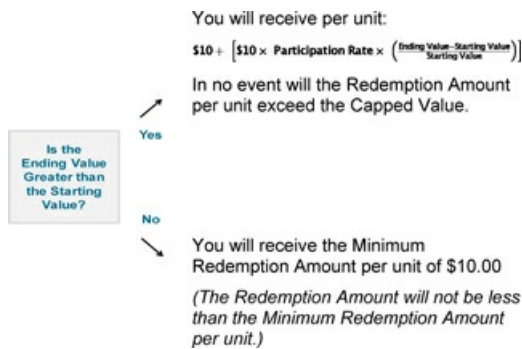 You will receive per unit:
$10 + [$10 × Participation Rate × (Ending Value-Starting Value / Starting Value)]
In no event will the Redemption Amount
per unit exceed the Capped Value.
Yes
Is the
Ending Value
Greater than
the Starting
Value?
No
You will receive the Minimum
Redemption Amount per unit of $10.00
(The Redemption Amount will not be less
than the Minimum Redemption Amount
per unit.)